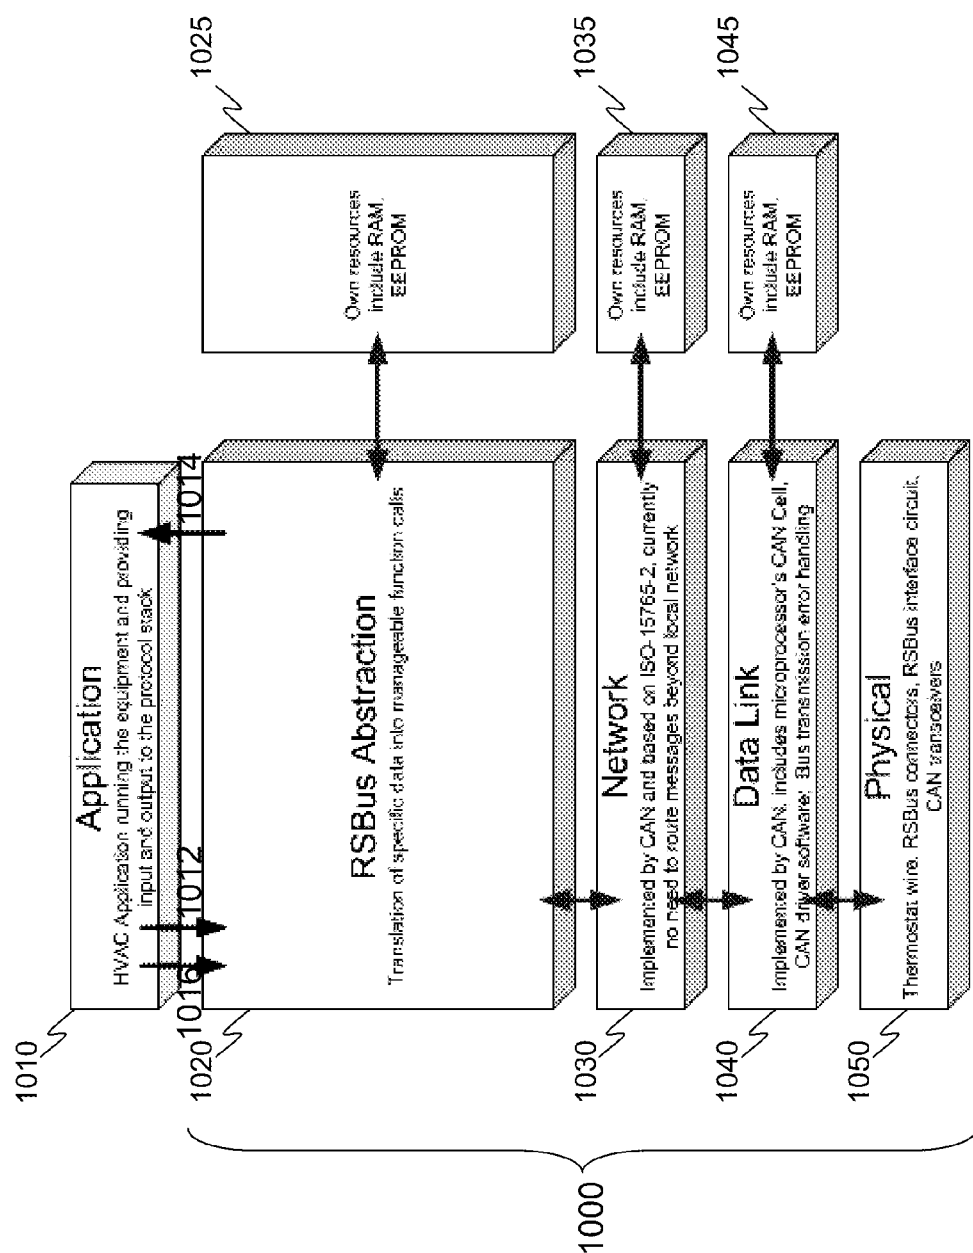 1010
Application
HVAC Application running the equipment and providing
input and output to the protocol stack
1016
1012
1014
1020
RSBus Abstraction
Translation of specific data into manageable function calls
Own resources
include RAM,
EEPROM
1025
1030
Network
Implemented by CAN and based on ISO-15765-2, currently
no need to route messages beyond local network
Own resources
include RAM,
EEPROM
1035
1040
Data Link
Implemented by CAN, includes microprocessor's CAN Cell,
CAN driver software. Bus transmission error handling
Own resources
include RAM,
EEPROM
1045
1050
Physical
Thermostat wire, RSBus connectors, RSBus interface circuit,
CAN transceivers
1000